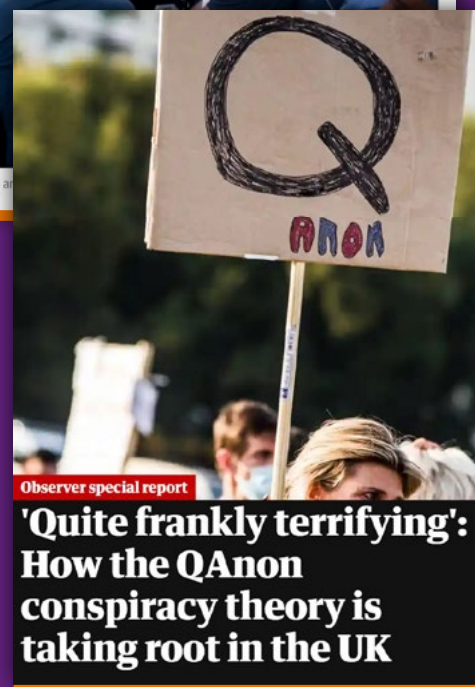 Q
ANON
Observer special report
'Quite frankly terrifying':
How the QAnon
conspiracy theory is
taking root in the UK